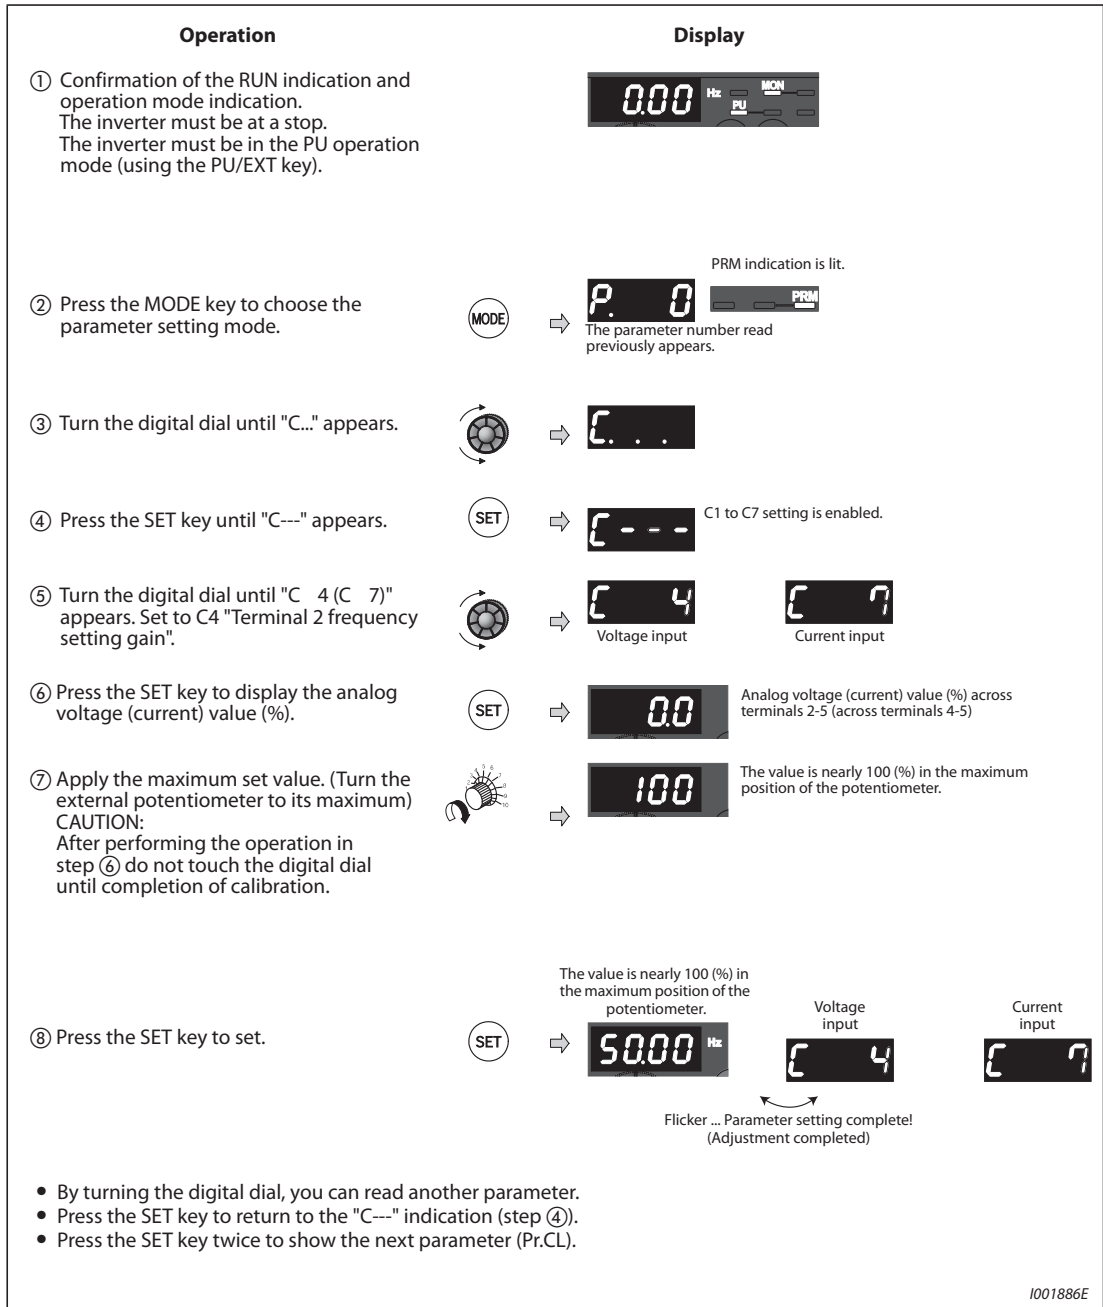 Operation
Display
① Confirmation of the RUN indication and
operation mode indication.
The inverter must be at a stop.
The inverter must be in the PU operation
mode (using the PU/EXT key).
0.00 Hz MON
PU
PRM indication is lit.
② Press the MODE key to choose the
parameter setting mode.
MODE
P. 0
PRM
The parameter number read
previously appears.
③ Turn the digital dial until "C..." appears.
C. . .
④ Press the SET key until "C---" appears.
SET
C - - -
C1 to C7 setting is enabled.
⑤ Turn the digital dial until "C 4 (C 7)"
appears. Set to C4 "Terminal 2 frequency
setting gain".
C 4
C 7
Voltage input
Current input
⑥ Press the SET key to display the analog
voltage (current) value (%).
SET
0.0
Analog voltage (current) value (%) across
terminals 2-5 (across terminals 4-5)
⑦ Apply the maximum set value. (Turn the
external potentiometer to its maximum)
CAUTION:
After performing the operation in
step ⑥ do not touch the digital dial
until completion of calibration.
100
The value is nearly 100 (%) in the maximum
position of the potentiometer.
The value is nearly 100 (%) in
the maximum position of the
potentiometer.
Voltage
input
Current
input
⑧ Press the SET key to set.
SET
50.00 Hz
C 4
C 7
Flicker ... Parameter setting complete!
(Adjustment completed)
• By turning the digital dial, you can read another parameter.
• Press the SET key to return to the "C---" indication (step ④).
• Press the SET key twice to show the next parameter (Pr.CL).
I001886E